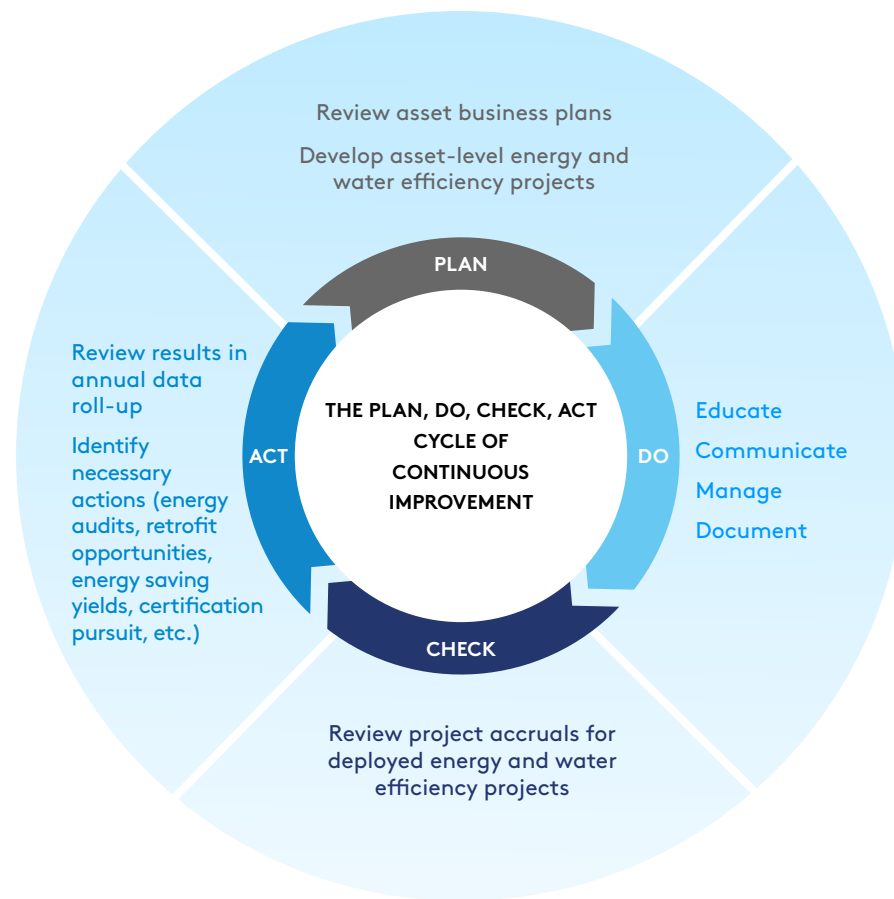 Review asset business plans
Develop asset-level energy and
water efficiency projects
PLAN
DO
Educate
Communicate
Manage
Document
CHECK
Review project accruals for
deployed energy and water
efficiency projects
ACT
Review results in
annual data
roll-up
Identify
necessary
actions (energy
audits, retrofit
opportunities,
energy saving
yields, certification
pursuit, etc.)
THE PLAN, DO, CHECK, ACT
CYCLE OF
CONTINUOUS
IMPROVEMENT